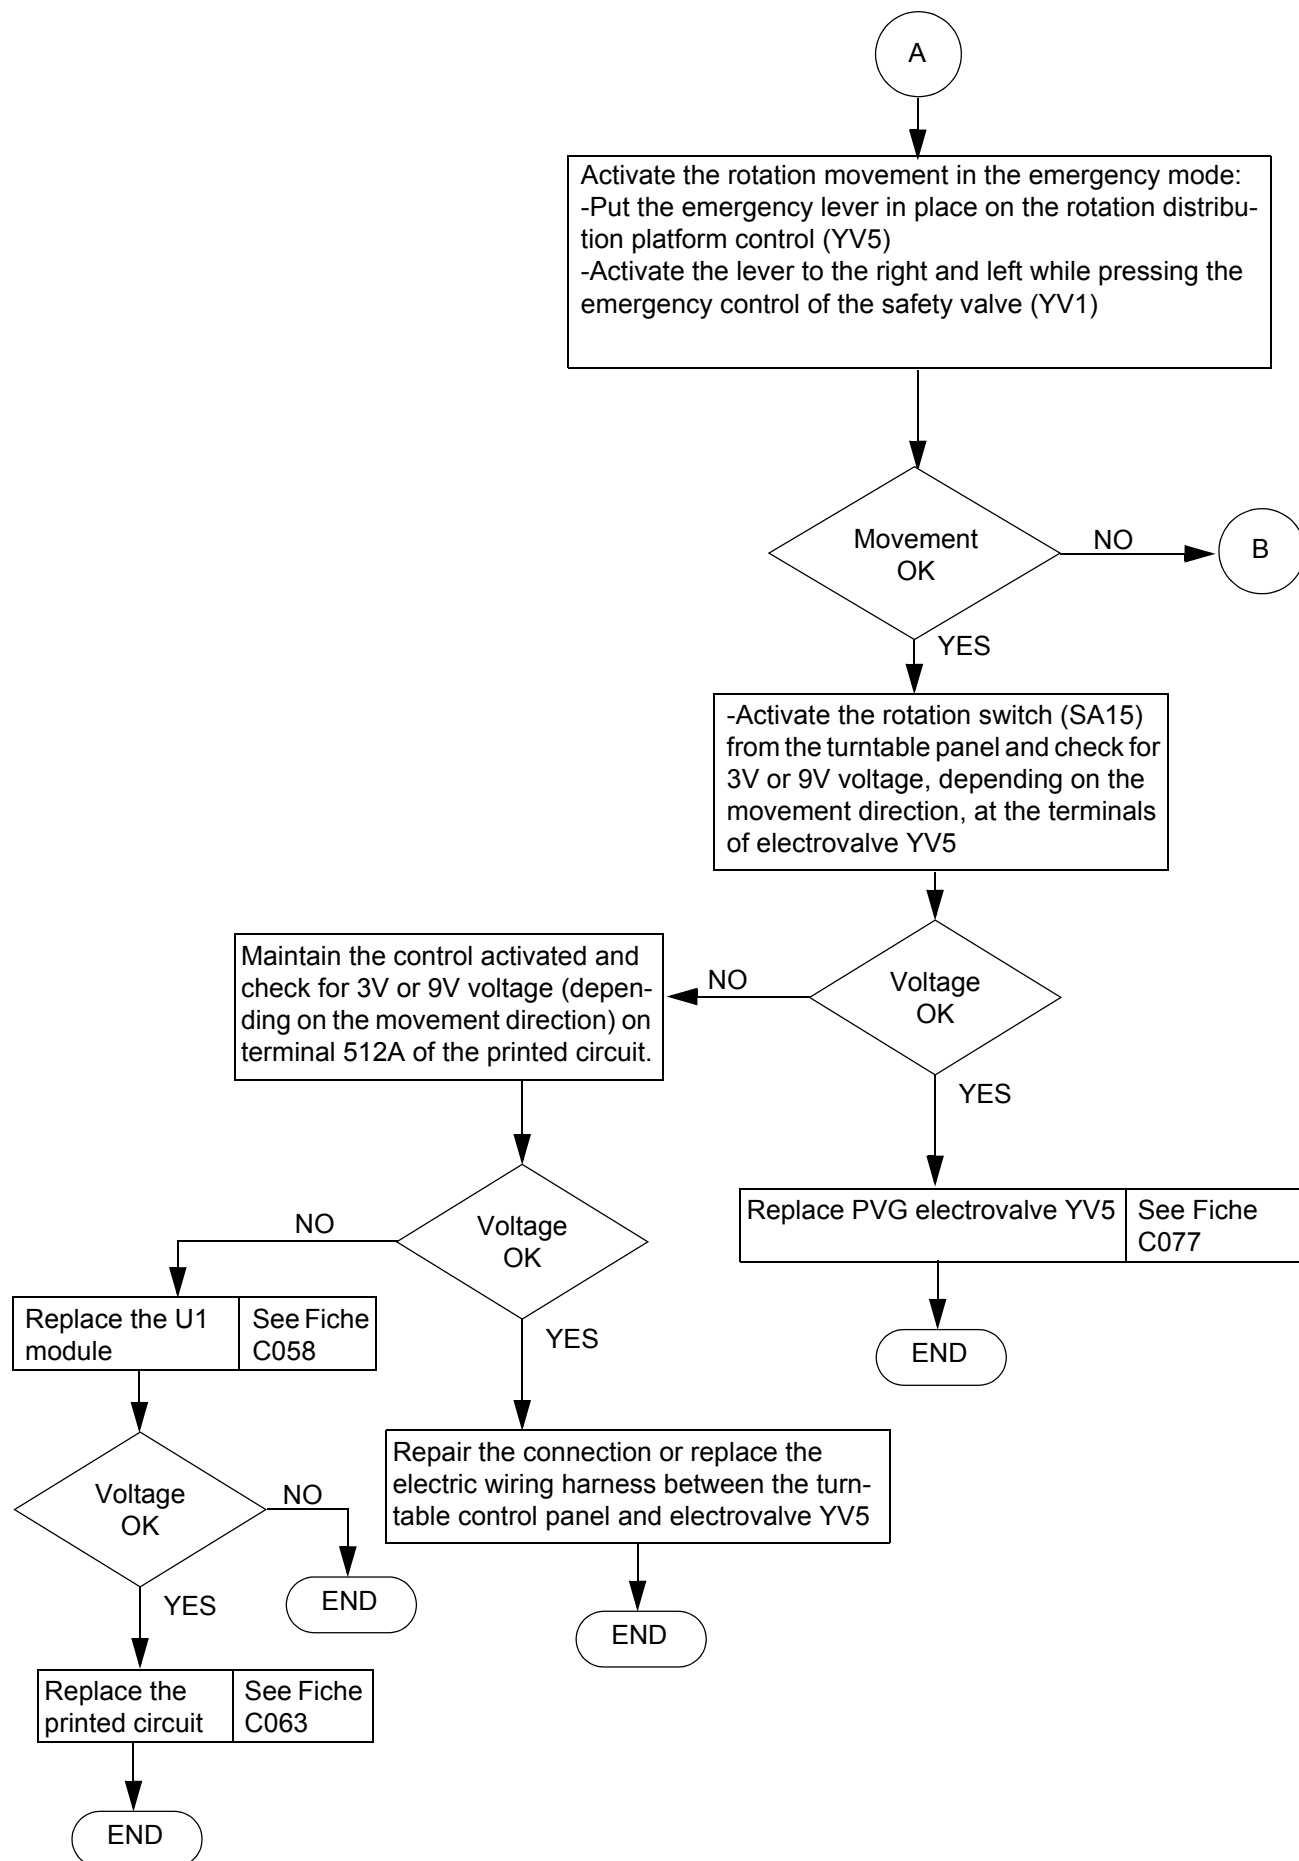 A
Activate the rotation movement in the emergency mode:
-Put the emergency lever in place on the rotation distribu-
tion platform control (YV5)
-Activate the lever to the right and left while pressing the
emergency control of the safety valve (YV1)
Movement
OK
NO
B
YES
-Activate the rotation switch (SA15)
from the turntable panel and check for
3V or 9V voltage, depending on the
movement direction, at the terminals
of electrovalve YV5
Voltage
OK
NO
YES
Maintain the control activated and
check for 3V or 9V voltage (depen-
ding on the movement direction) on
terminal 512A of the printed circuit.
Replace PVG electrovalve YV5
See Fiche
C077
END
Voltage
OK
NO
YES
Replace the U1
module
See Fiche
C058
Repair the connection or replace the
electric wiring harness between the turn-
table control panel and electrovalve YV5
END
Voltage
OK
NO
END
YES
Replace the
printed circuit
See Fiche
C063
END